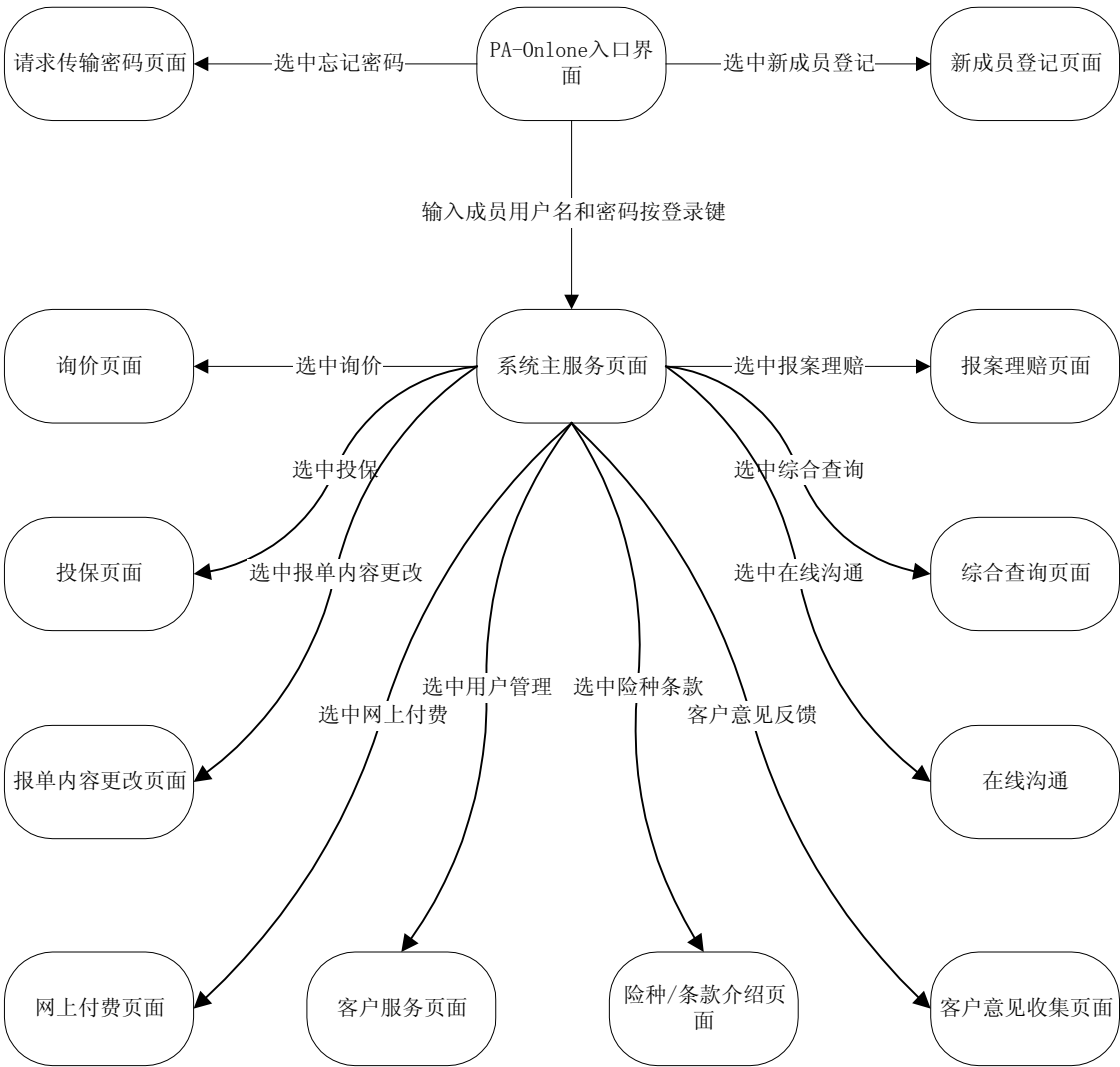 请求传输密码页面
选中忘记密码
PA-Onlone入口界
面
选中新成员登记
新成员登记页面
输入成员用户名和密码按登录键
询价页面
选中询价
系统主服务页面
选中报案理赔
报案理赔页面
选中投保
选中综合查询
投保页面
选中报单内容更改
选中在线沟通
综合查询页面
选中用户管理
选中险种条款
选中网上付费
客户意见反馈
报单内容更改页面
在线沟通
网上付费页面
客户服务页面
险种/条款介绍页
面
客户意见收集页面